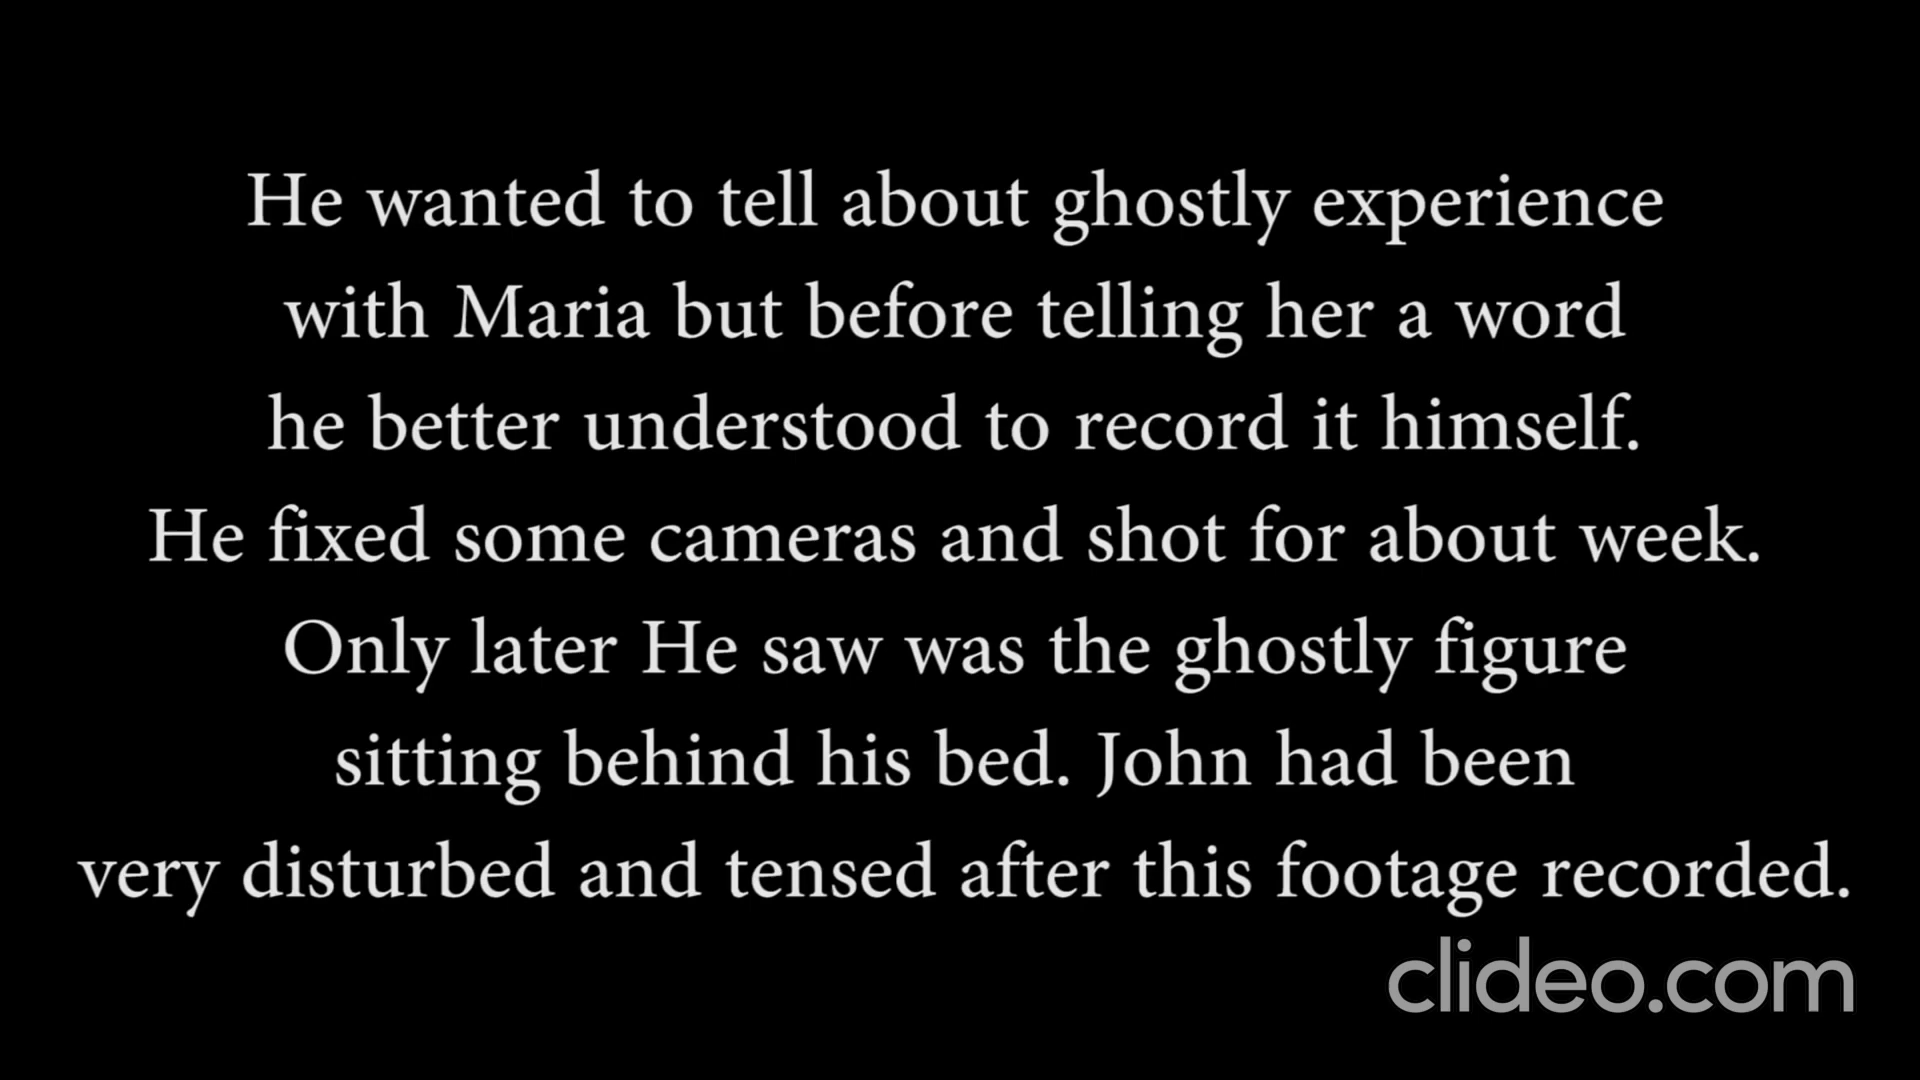 He wanted to tell about ghostly experience
with Maria but before telling her a word
he better understood to record it himself.
He fixed some cameras and shot for about week.
Only later He saw was the ghostly figure
sitting behind his bed. John had been
very disturbed and tensed after this footage recorded.
clideo.com